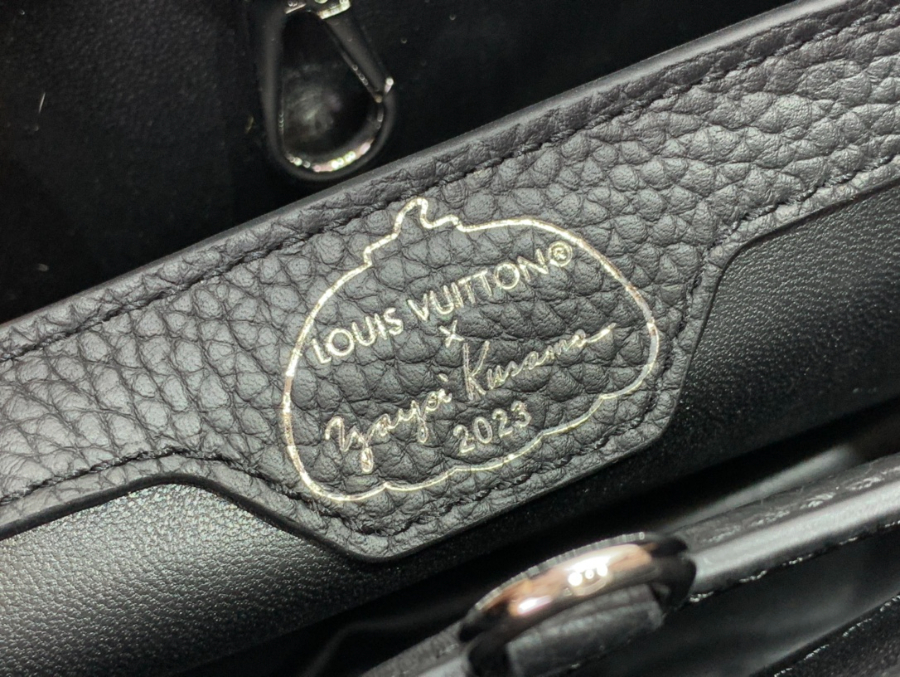 LOUIS VUITTON®
x
Yayoi Kusama
2023